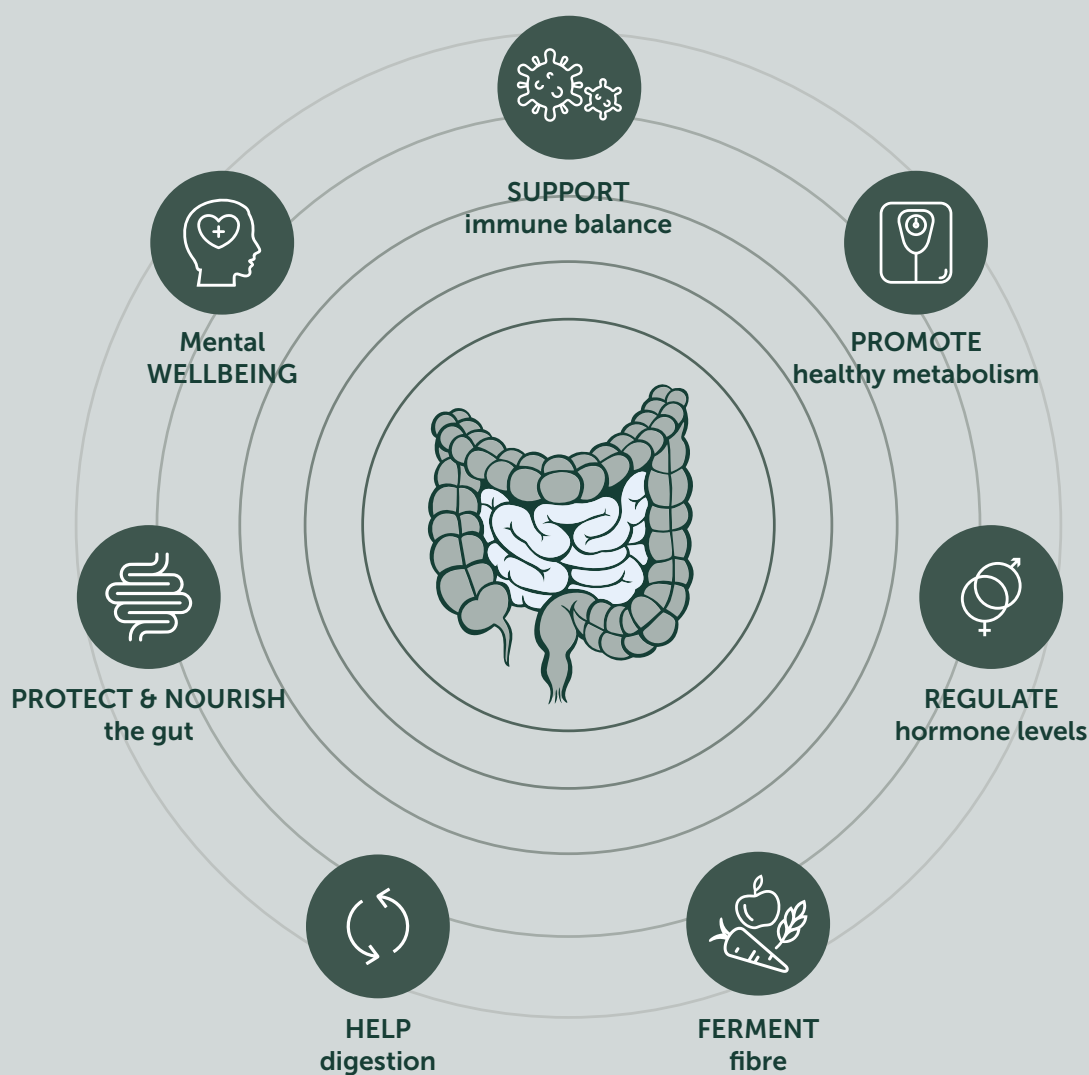 SUPPORT
immune balance
Mental
WELLBEING
PROMOTE
healthy metabolism
PROTECT & NOURISH
the gut
REGULATE
hormone levels
HELP
digestion
FERMENT
fibre